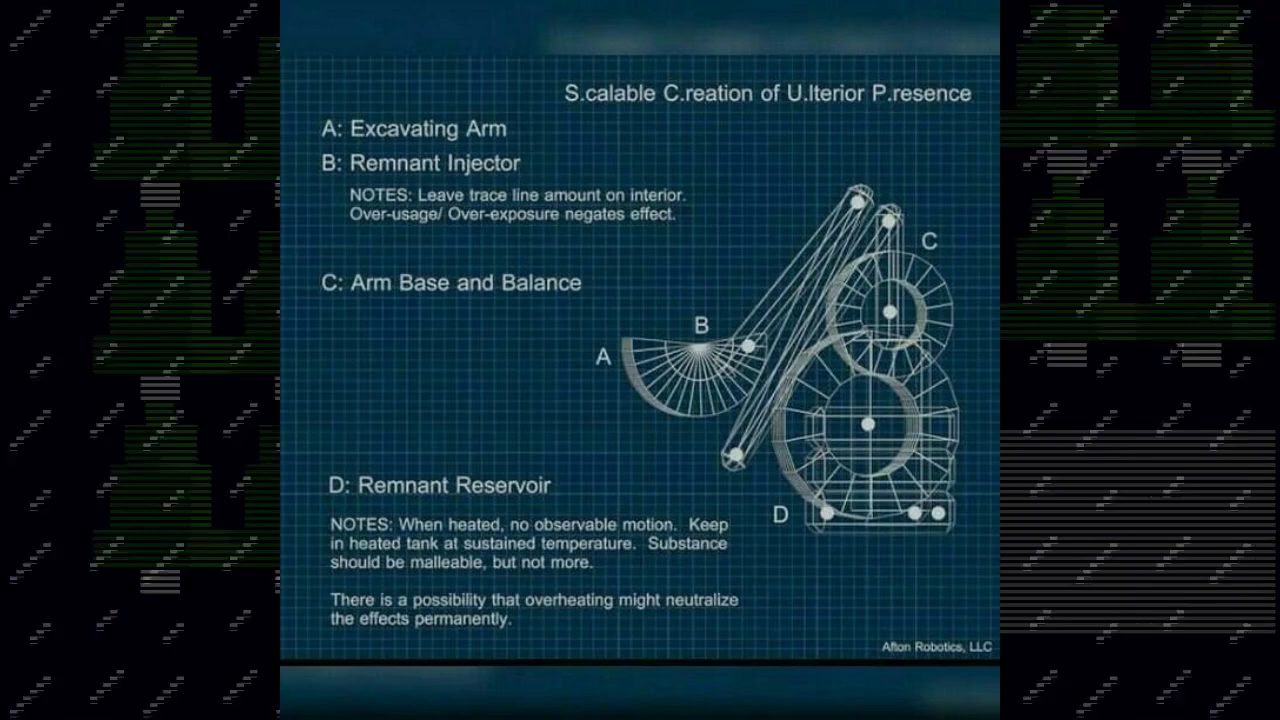 S.calable C.reation of U.lterior P.resence
A: Excavating Arm
B: Remnant Injector
NOTES: Leave trace line amount on interior.
Over-usage/ Over-exposure negates effect.
C
C: Arm Base and Balance
B
A
D: Remnant Reservoir
D
NOTES: When heated, no observable motion. Keep
in heated tank at sustained temperature. Substance
should be malleable, but not more.
There is a possibility that overheating might neutralize
the effects permanently.
Afton Robotics, LLC